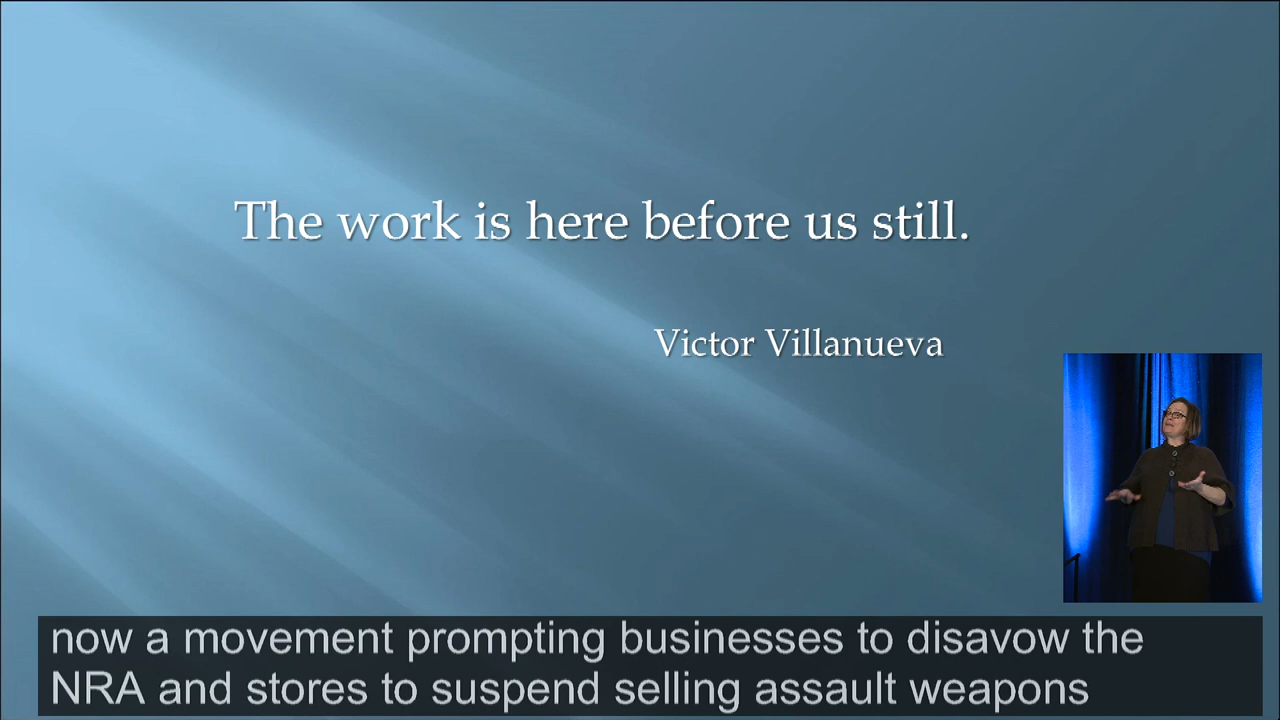 The work is here before us still.
Victor Villanueva
now a movement prompting businesses to disavow the
NRA and stores to suspend selling assault weapons